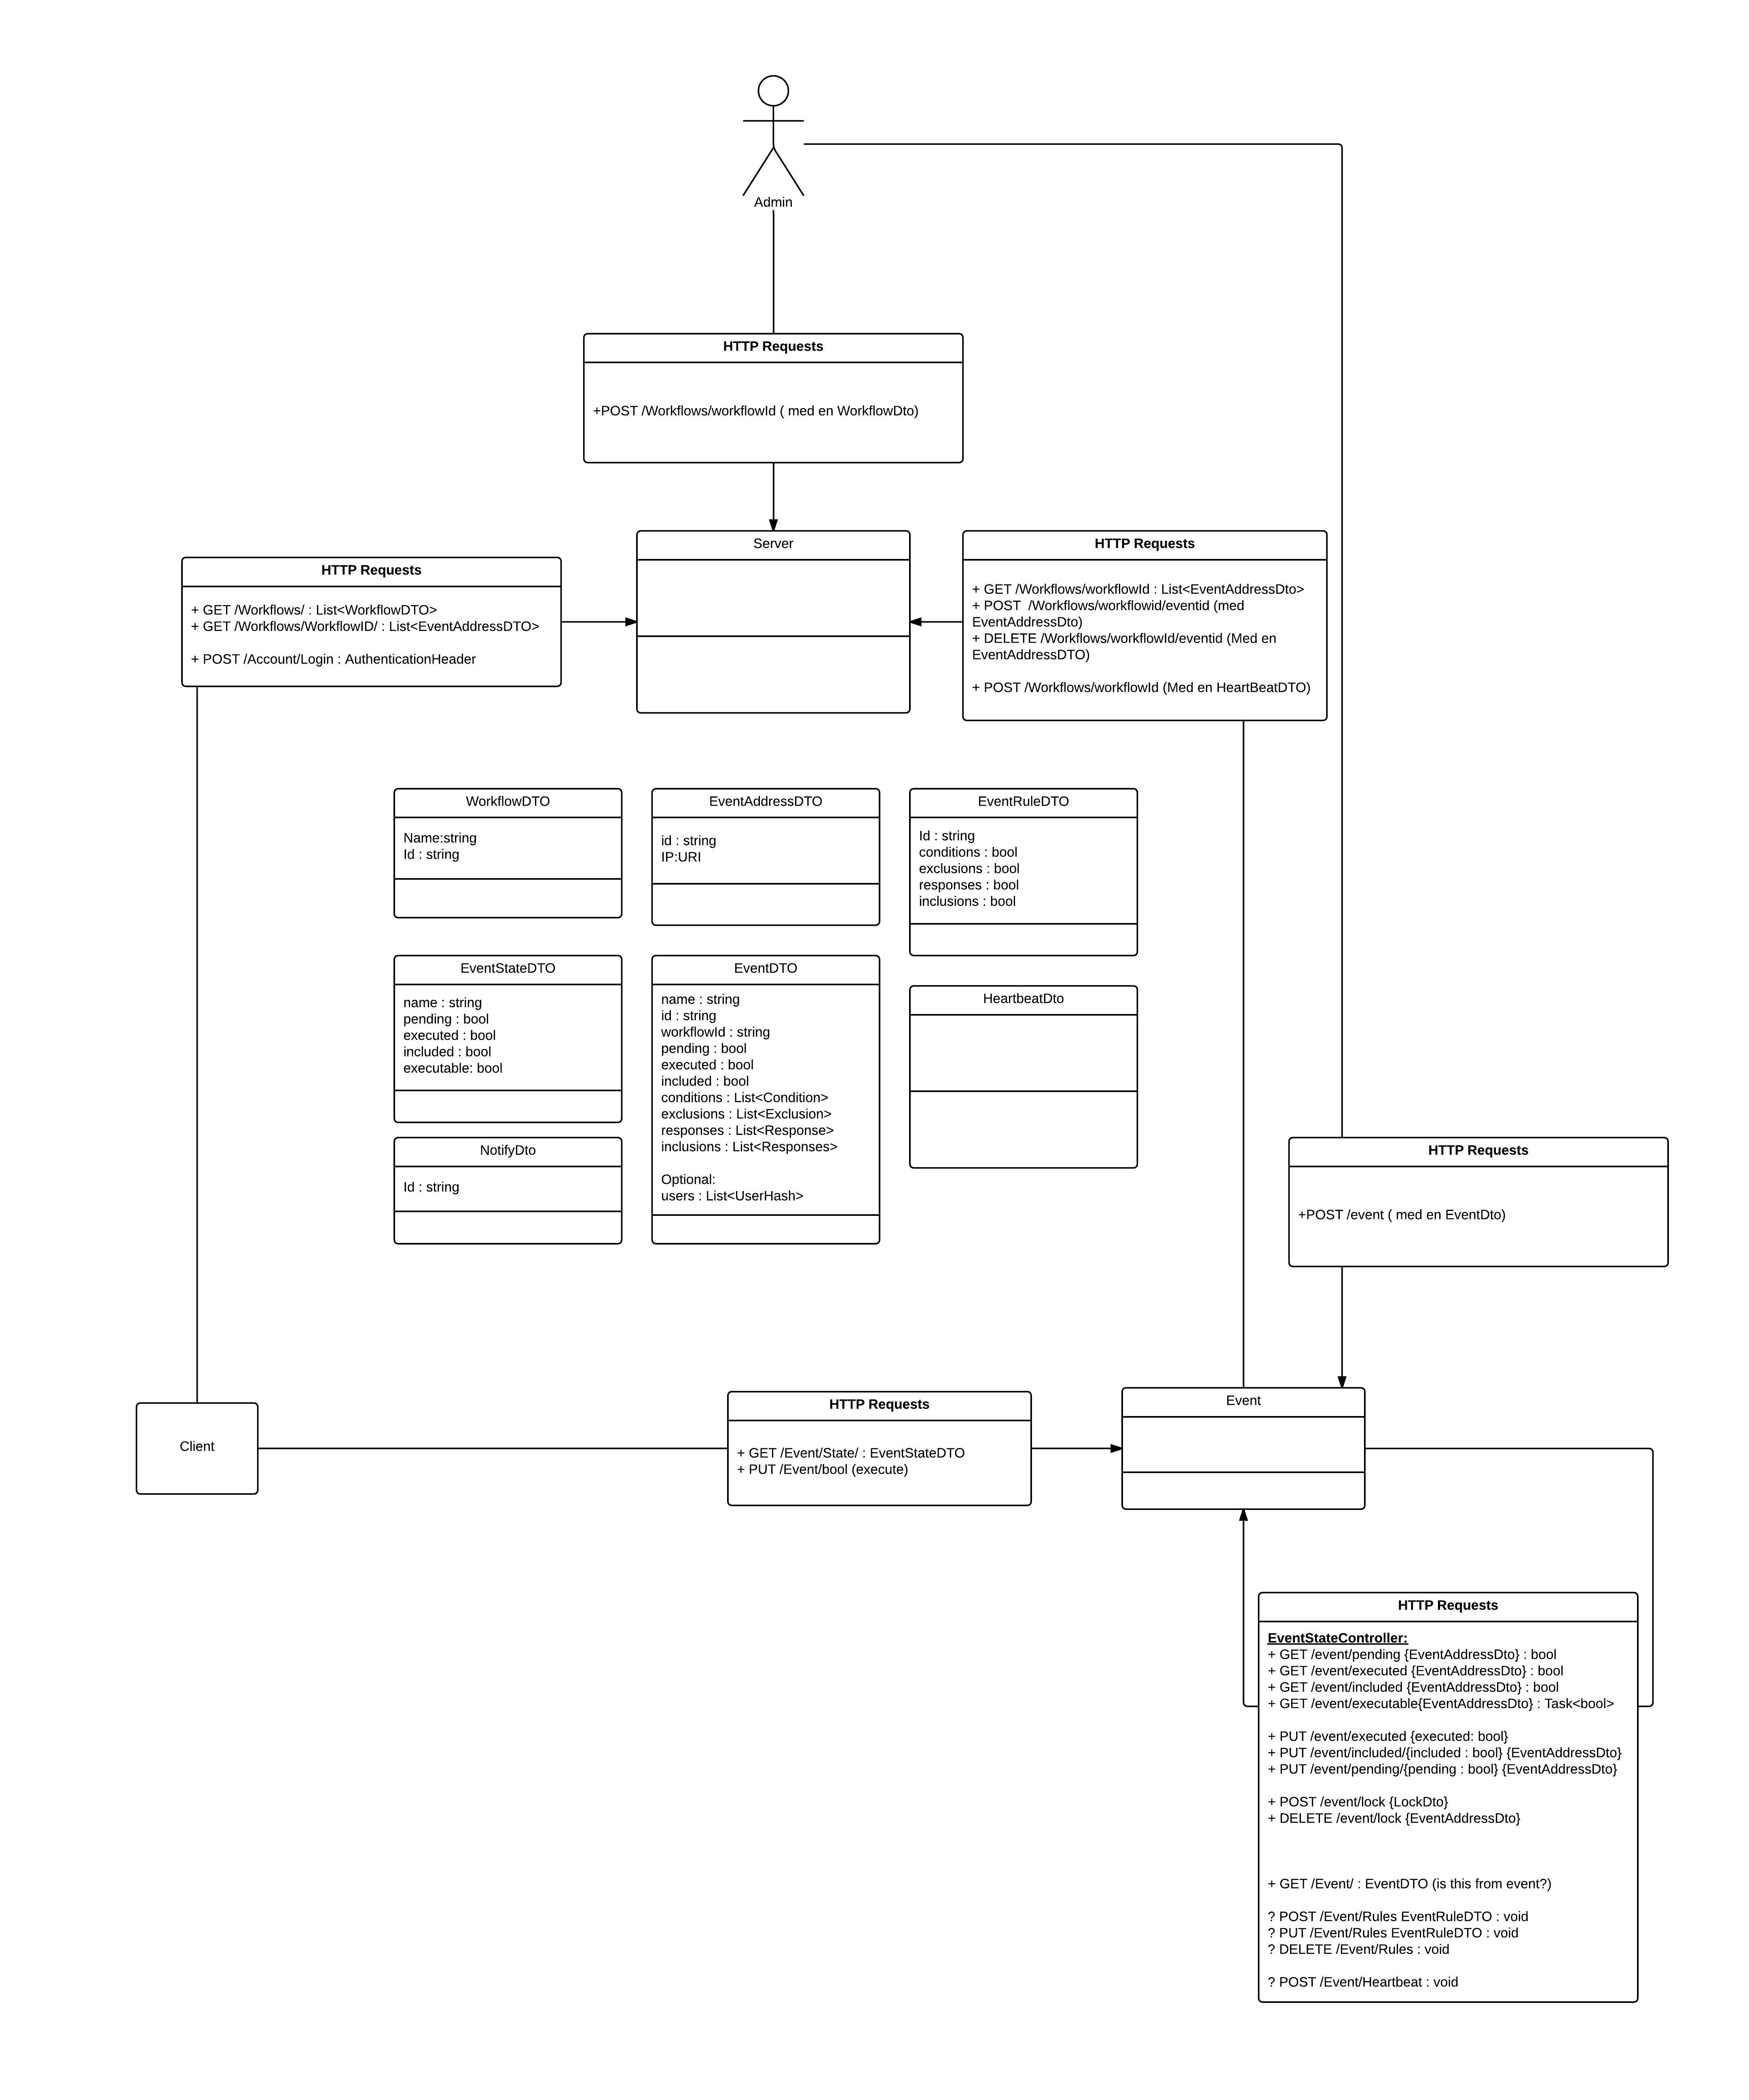 Admin
HTTP Requests
+POST /Workflows/workflowId ( med en WorkflowDto)
Server
HTTP Requests
+ GET /Workflows/workflowId : List<EventAddressDto>
+ POST  /Workflows/workflowid/eventid (med
EventAddressDto)
+ DELETE /Workflows/workflowId/eventid (Med en
EventAddressDTO)
+ POST /Workflows/workflowId (Med en HeartBeatDTO)
HTTP Requests
+ GET /Workflows/ : List<WorkflowDTO>
+ GET /Workflows/WorkflowID/ : List<EventAddressDTO>
+ POST /Account/Login : AuthenticationHeader
WorkflowDTO
Name:string
Id : string
EventAddressDTO
id : string
IP:URI
EventRuleDTO
Id : string
conditions : bool
exclusions : bool
responses : bool
inclusions : bool
EventStateDTO
name : string
pending : bool
executed : bool
included : bool
executable: bool
EventDTO
name : string
id : string
workflowId : string
pending : bool
executed : bool
included : bool
conditions : List<Condition>
exclusions : List<Exclusion>
responses : List<Response>
inclusions : List<Responses>
Optional:
users : List<UserHash>
HeartbeatDto
NotifyDto
Id : string
HTTP Requests
+POST /event ( med en EventDto)
Client
HTTP Requests
+ GET /Event/State/ : EventStateDTO
+ PUT /Event/bool (execute)
Event
HTTP Requests
EventStateController:
+ GET /event/pending {EventAddressDto} : bool
+ GET /event/executed {EventAddressDto} : bool
+ GET /event/included {EventAddressDto} : bool
+ GET /event/executable{EventAddressDto} : Task<bool>
+ PUT /event/executed {executed: bool}
+ PUT /event/included/{included : bool} {EventAddressDto}
+ PUT /event/pending/{pending : bool} {EventAddressDto}
+ POST /event/lock {LockDto}
+ DELETE /event/lock {EventAddressDto}
+ GET /Event/ : EventDTO (is this from event?)
? POST /Event/Rules EventRuleDTO : void
? PUT /Event/Rules EventRuleDTO : void
? DELETE /Event/Rules : void
? POST /Event/Heartbeat : void